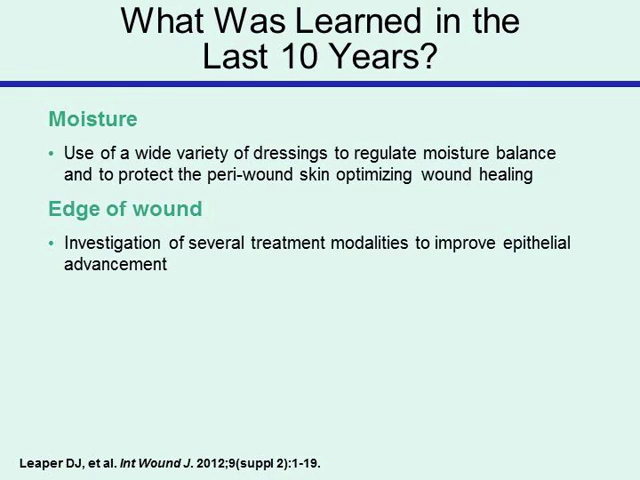 What Was Learned in the
Last 10 Years?
Moisture
• Use of a wide variety of dressings to regulate moisture balance
and to protect the peri-wound skin optimizing wound healing
Edge of wound
• Investigation of several treatment modalities to improve epithelial
advancement
Leaper DJ, et al. Int Wound J. 2012;9(suppl 2):1-19.